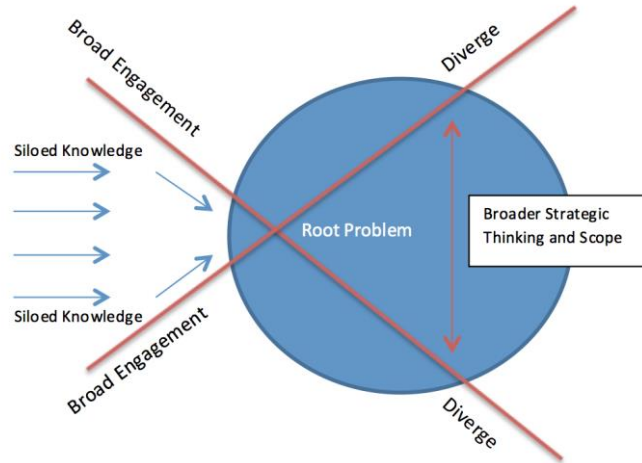 Broad Engagement
Diverge
Siloed Knowledge
Root Problem
Broader Strategic
Thinking and Scope
Siloed Knowledge
Broad Engagement
Diverge